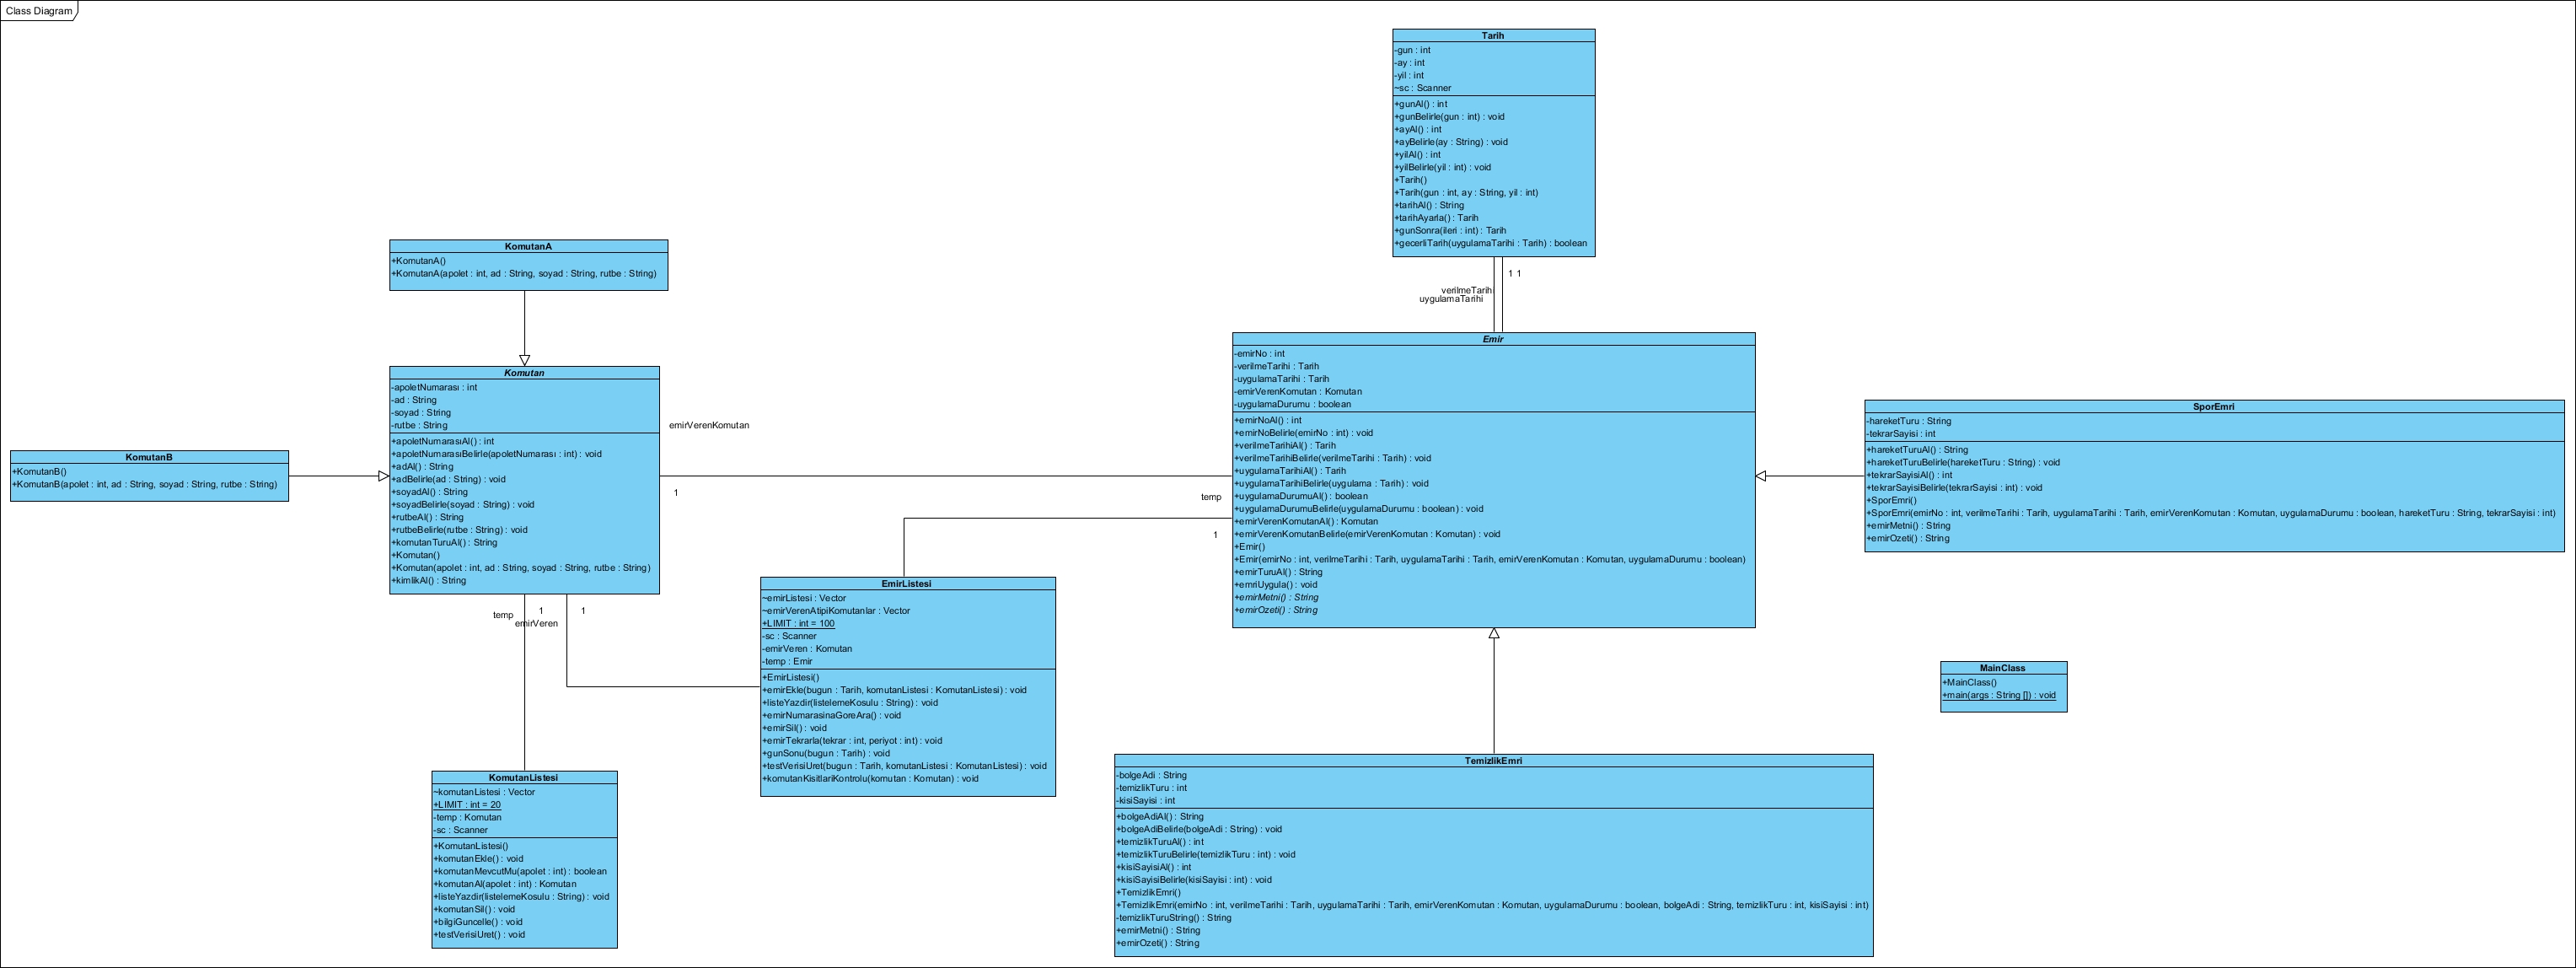 Class Diagram
Tarih
-gun : int
-ay : int
-yil : int
~sc : Scanner
+gunAl() : int
+gunBelirle(gun : int) : void
+ayAl() : int
+ayBelirle(ay : String) : void
+yilAl() : int
+yilBelirle(yil : int) : void
+Tarih()
+Tarih(gun : int, ay : String, yil : int)
+tarihAl() : String
+tarihAyarla() : Tarih
+gunSonra(ileri : int) : Tarih
+gecerliTarih(uygulamaTarihi : Tarih) : boolean
1 1
verilmeTarihi
uygulamaTarihi
KomutanA
+KomutanA()
+KomutanA(apolet : int, ad : String, soyad : String, rutbe : String)
Komutan
-apoletNumarası : int
-ad : String
-soyad : String
-rutbe : String
+apoletNumarasıAl() : int
+apoletNumarasıBelirle(apoletNumarası : int) : void
+adAl() : String
+adBelirle(ad : String) : void
+soyadAl() : String
+soyadBelirle(soyad : String) : void
+rutbeAl() : String
+rutbeBelirle(rutbe : String) : void
+komutanTuruAl() : String
+Komutan()
+Komutan(apolet : int, ad : String, soyad : String, rutbe : String)
+kimlikAl() : String
KomutanB
+KomutanB()
+KomutanB(apolet : int, ad : String, soyad : String, rutbe : String)
emirVerenKomutan
1
temp
1
Emir
-emirNo : int
-verilmeTarihi : Tarih
-uygulamaTarihi : Tarih
-emirVerenKomutan : Komutan
-uygulamaDurumu : boolean
+emirNoAl() : int
+emirNoBelirle(emirNo : int) : void
+verilmeTarihiAl() : Tarih
+verilmeTarihiBelirle(verilmeTarihi : Tarih) : void
+uygulamaTarihiAl() : Tarih
+uygulamaTarihiBelirle(uygulama : Tarih) : void
+uygulamaDurumuAl() : boolean
+uygulamaDurumuBelirle(uygulamaDurumu : boolean) : void
+emirVerenKomutanAl() : Komutan
+emirVerenKomutanBelirle(emirVerenKomutan : Komutan) : void
+Emir()
+Emir(emirNo : int, verilmeTarihi : Tarih, uygulamaTarihi : Tarih, emirVerenKomutan : Komutan, uygulamaDurumu : boolean)
+emirTuruAl() : String
+emriUygula() : void
+emirMetni() : String
+emirOzeti() : String
SporEmri
-hareketTuru : String
-tekrarSayisi : int
+hareketTuruAl() : String
+hareketTuruBelirle(hareketTuru : String) : void
+tekrarSayisiAl() : int
+tekrarSayisiBelirle(tekrarSayisi : int) : void
+SporEmri()
+SporEmri(emirNo : int, verilmeTarihi : Tarih, uygulamaTarihi : Tarih, emirVerenKomutan : Komutan, uygulamaDurumu : boolean, hareketTuru : String, tekrarSayisi : int)
+emirMetni() : String
+emirOzeti() : String
temp
1
emirVeren
1
EmirListesi
~emirListesi : Vector
~emirVerenAtipiKomutanlar : Vector
+LIMIT : int = 100
-sc : Scanner
-emirVeren : Komutan
-temp : Emir
+EmirListesi()
+emirEkle(bugun : Tarih, komutanListesi : KomutanListesi) : void
+listeYazdir(listelemeKosulu : String) : void
+emirNumarasinaGoreAra() : void
+emirSil() : void
+emirTekrarla(tekrar : int, periyot : int) : void
+gunSonu(bugun : Tarih) : void
+testVerisiUret(bugun : Tarih, komutanListesi : KomutanListesi) : void
+komutanKisitlariKontrolu(komutan : Komutan) : void
MainClass
+MainClass()
+main(args : String []) : void
KomutanListesi
~komutanListesi : Vector
+LIMIT : int = 20
-temp : Komutan
-sc : Scanner
+KomutanListesi()
+komutanEkle() : void
+komutanMevcutMu(apolet : int) : boolean
+komutanAl(apolet : int) : Komutan
+listeYazdir(listelemeKosulu : String) : void
+komutanSil() : void
+bilgiGuncelle() : void
+testVerisiUret() : void
TemizlikEmri
-bolgeAdi : String
-temizlikTuru : int
-kisiSayisi : int
+bolgeAdiAl() : String
+bolgeAdiBelirle(bolgeAdi : String) : void
+temizlikTuruAl() : int
+temizlikTuruBelirle(temizlikTuru : int) : void
+kisiSayisiAl() : int
+kisiSayisiBelirle(kisiSayisi : int) : void
+TemizlikEmri()
+TemizlikEmri(emirNo : int, verilmeTarihi : Tarih, uygulamaTarihi : Tarih, emirVerenKomutan : Komutan, uygulamaDurumu : boolean, bolgeAdi : String, temizlikTuru : int, kisiSayisi : int)
-temizlikTuruString() : String
+emirMetni() : String
+emirOzeti() : String